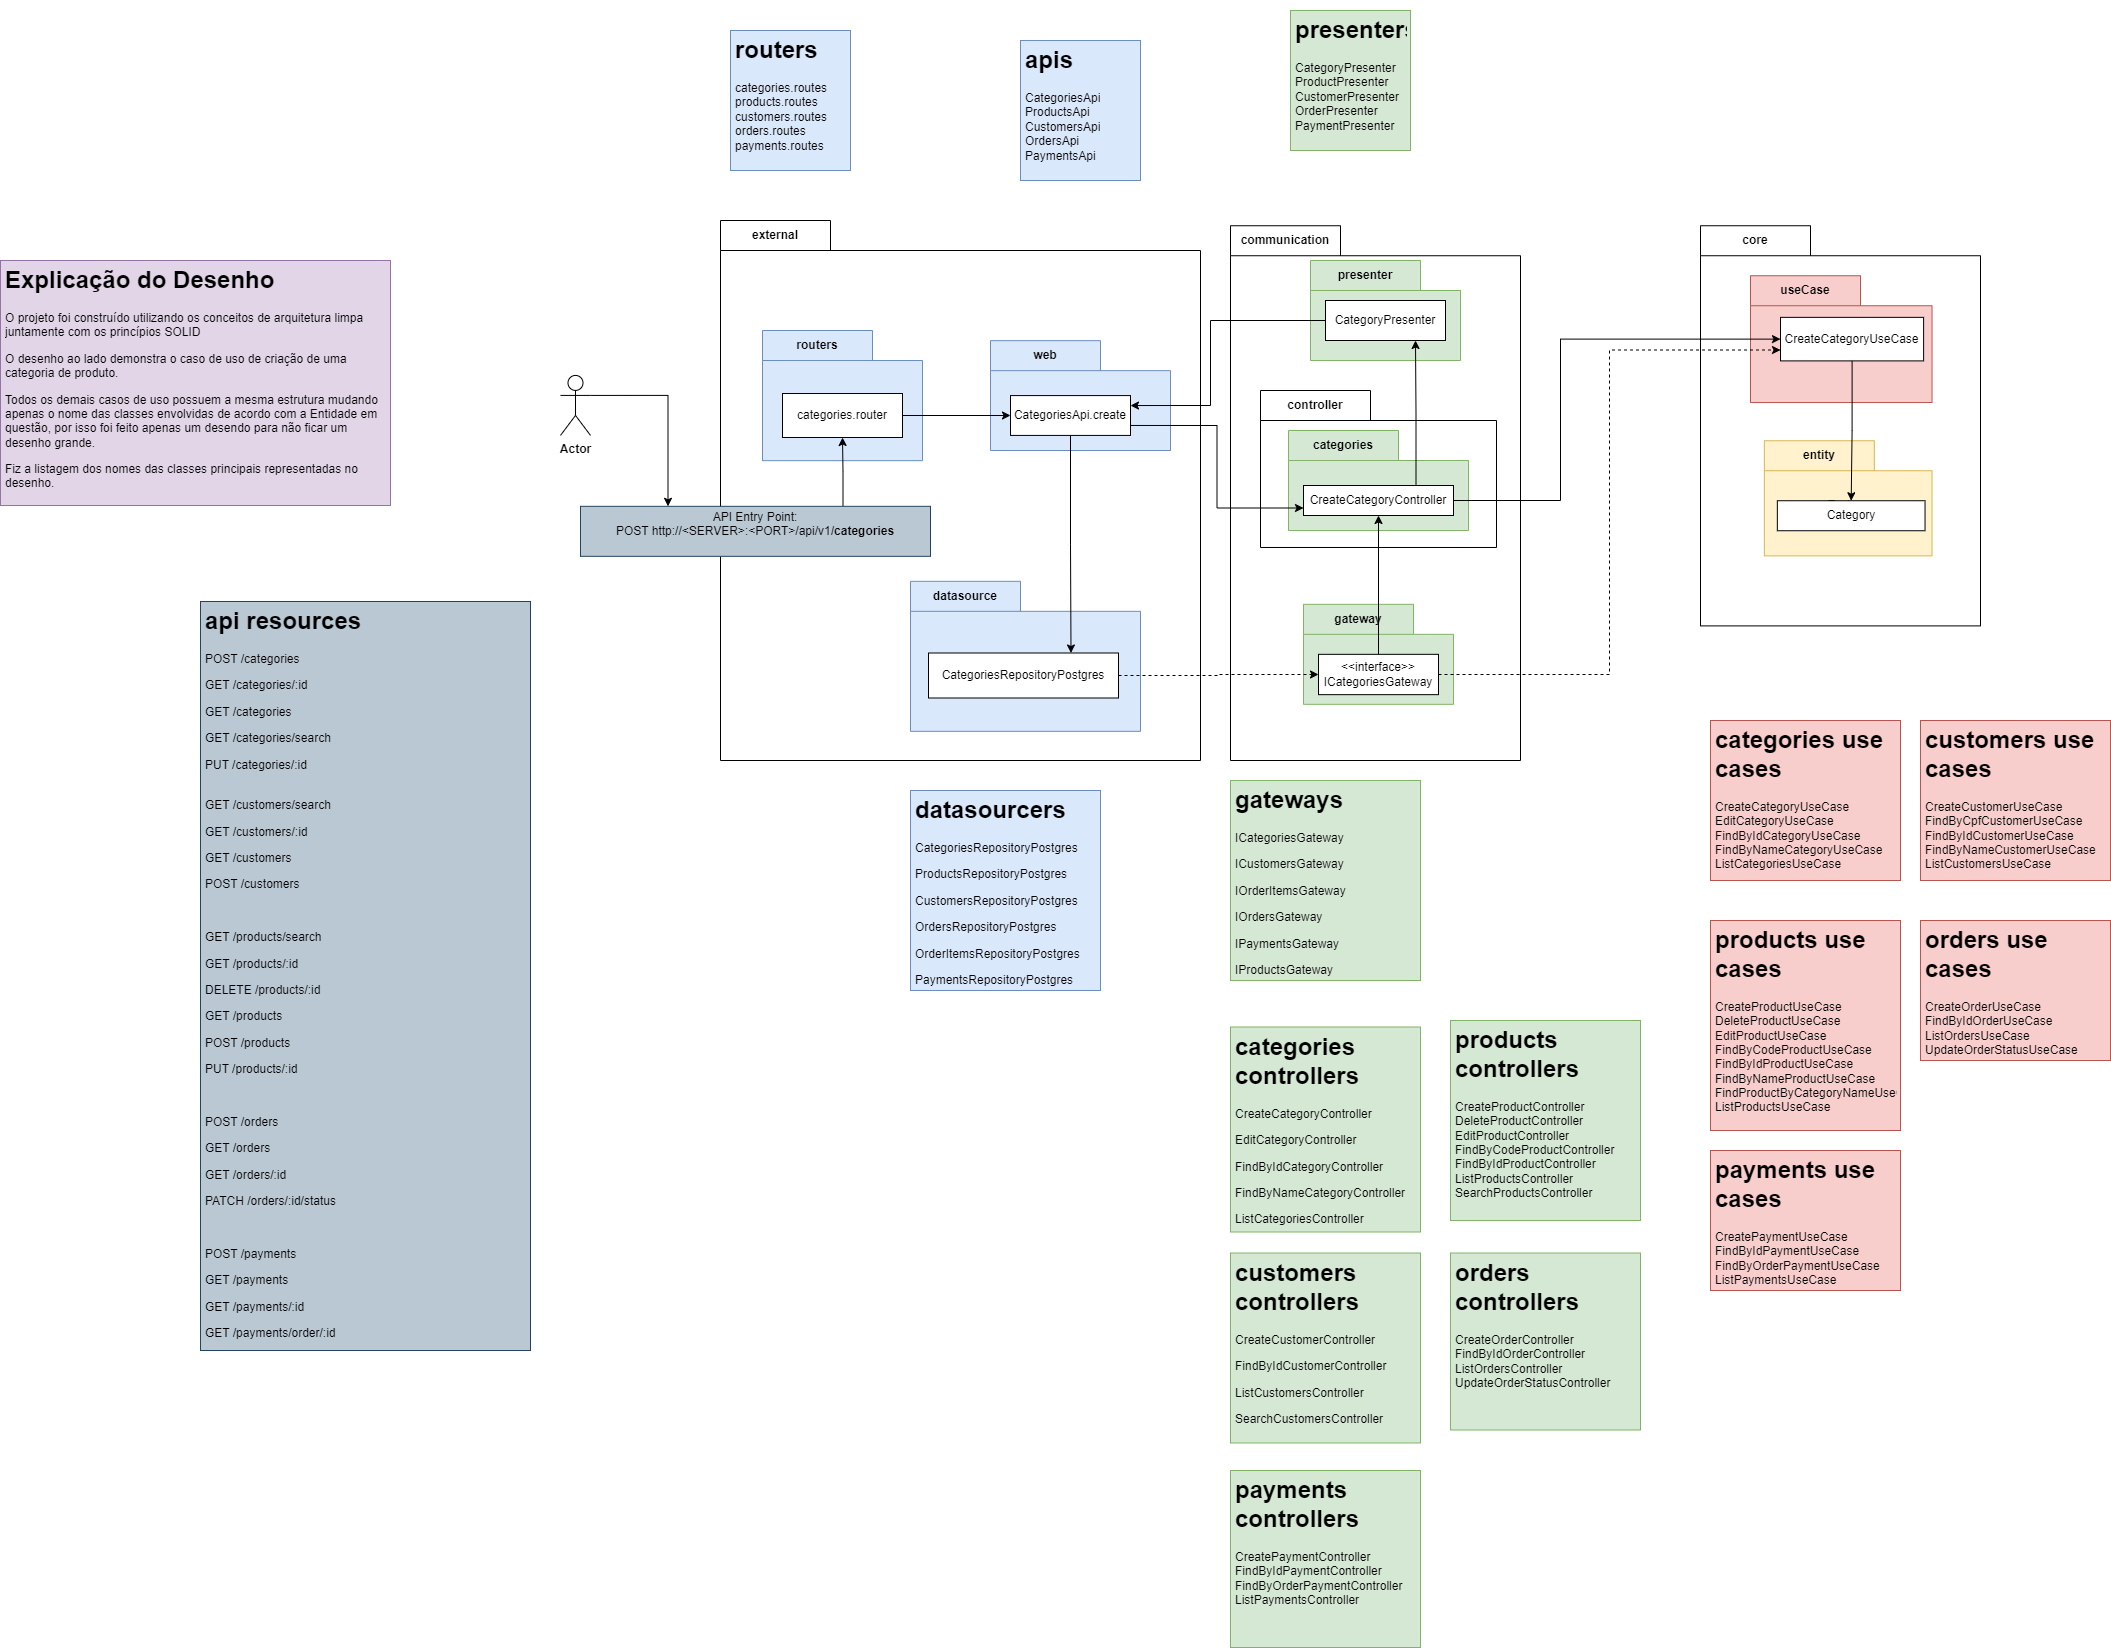 routers
categories.routes
products.routes
customers.routes
orders.routes
payments.routes
apis
CategoriesApi
ProductsApi
CustomersApi
OrdersApi
PaymentsApi
presenters
CategoryPresenter
ProductPresenter
CustomerPresenter
OrderPresenter
PaymentPresenter
Explicação do Desenho
O projeto foi construído utilizando os conceitos de arquitetura limpa
juntamente com os princípios SOLID
O desenho ao lado demonstra o caso de uso de criação de uma
categoria de produto.
Todos os demais casos de uso possuem a mesma estrutura mudando
apenas o nome das classes envolvidas de acordo com a Entidade em
questão, por isso foi feito apenas um desendo para não ficar um
desenho grande.
Fiz a listagem dos nomes das classes principais representadas no
desenho.
Actor
API Entry Point:
POST http://<SERVER>:<PORT>/api/v1/categories
external
routers
categories.router
web
CategoriesApi.create
datasource
CategoriesRepositoryPostgres
communication
presenter
CategoryPresenter
controller
categories
CreateCategoryController
gateway
<<interface>>
ICategoriesGateway
core
useCase
CreateCategoryUseCase
entity
Category
api resources
POST /categories
GET /categories/:id
GET /categories
GET /categories/search
PUT /categories/:id
GET /customers/search
GET /customers/:id
GET /customers
POST /customers
GET /products/search
GET /products/:id
DELETE /products/:id
GET /products
POST /products
PUT /products/:id
POST /orders
GET /orders
GET /orders/:id
PATCH /orders/:id/status
POST /payments
GET /payments
GET /payments/:id
GET /payments/order/:id
datasourcers
CategoriesRepositoryPostgres
ProductsRepositoryPostgres
CustomersRepositoryPostgres
OrdersRepositoryPostgres
OrderItemsRepositoryPostgres
PaymentsRepositoryPostgres
gateways
ICategoriesGateway
ICustomersGateway
IOrderItemsGateway
IOrdersGateway
IPaymentsGateway
IProductsGateway
categories
controllers
CreateCategoryController
EditCategoryController
FindByIdCategoryController
FindByNameCategoryController
ListCategoriesController
products
controllers
CreateProductController
DeleteProductController
EditProductController
FindByCodeProductController
FindByIdProductController
ListProductsController
SearchProductsController
customers
controllers
CreateCustomerController
FindByIdCustomerController
ListCustomersController
SearchCustomersController
orders
controllers
CreateOrderController
FindByIdOrderController
ListOrdersController
UpdateOrderStatusController
payments
controllers
CreatePaymentController
FindByIdPaymentController
FindByOrderPaymentController
ListPaymentsController
categories use
cases
CreateCategoryUseCase
EditCategoryUseCase
FindByIdCategoryUseCase
FindByNameCategoryUseCase
ListCategoriesUseCase
customers use
cases
CreateCustomerUseCase
FindByCpfCustomerUseCase
FindByIdCustomerUseCase
FindByNameCustomerUseCase
ListCustomersUseCase
products use
cases
CreateProductUseCase
DeleteProductUseCase
EditProductUseCase
FindByCodeProductUseCase
FindByIdProductUseCase
FindByNameProductUseCase
FindProductByCategoryNameUse
ListProductsUseCase
orders use
cases
CreateOrderUseCase
FindByIdOrderUseCase
ListOrdersUseCase
UpdateOrderStatusUseCase
payments use
cases
CreatePaymentUseCase
FindByIdPaymentUseCase
FindByOrderPaymentUseCase
ListPaymentsUseCase